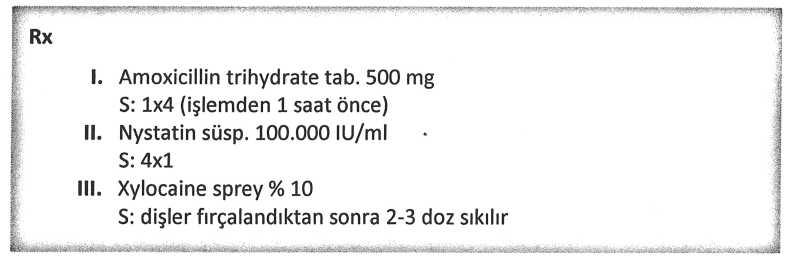 Rx
I. Amoxicillin trihydrate tab. 500 mg
S: 1x4 (işlemden 1 saat önce)
II. Nystatin süsp. 100.000 IU/ml
S: 4x1
III. Xylocaine sprey % 10
S: dişler fırçalandıktan sonra 2-3 doz sıkılır